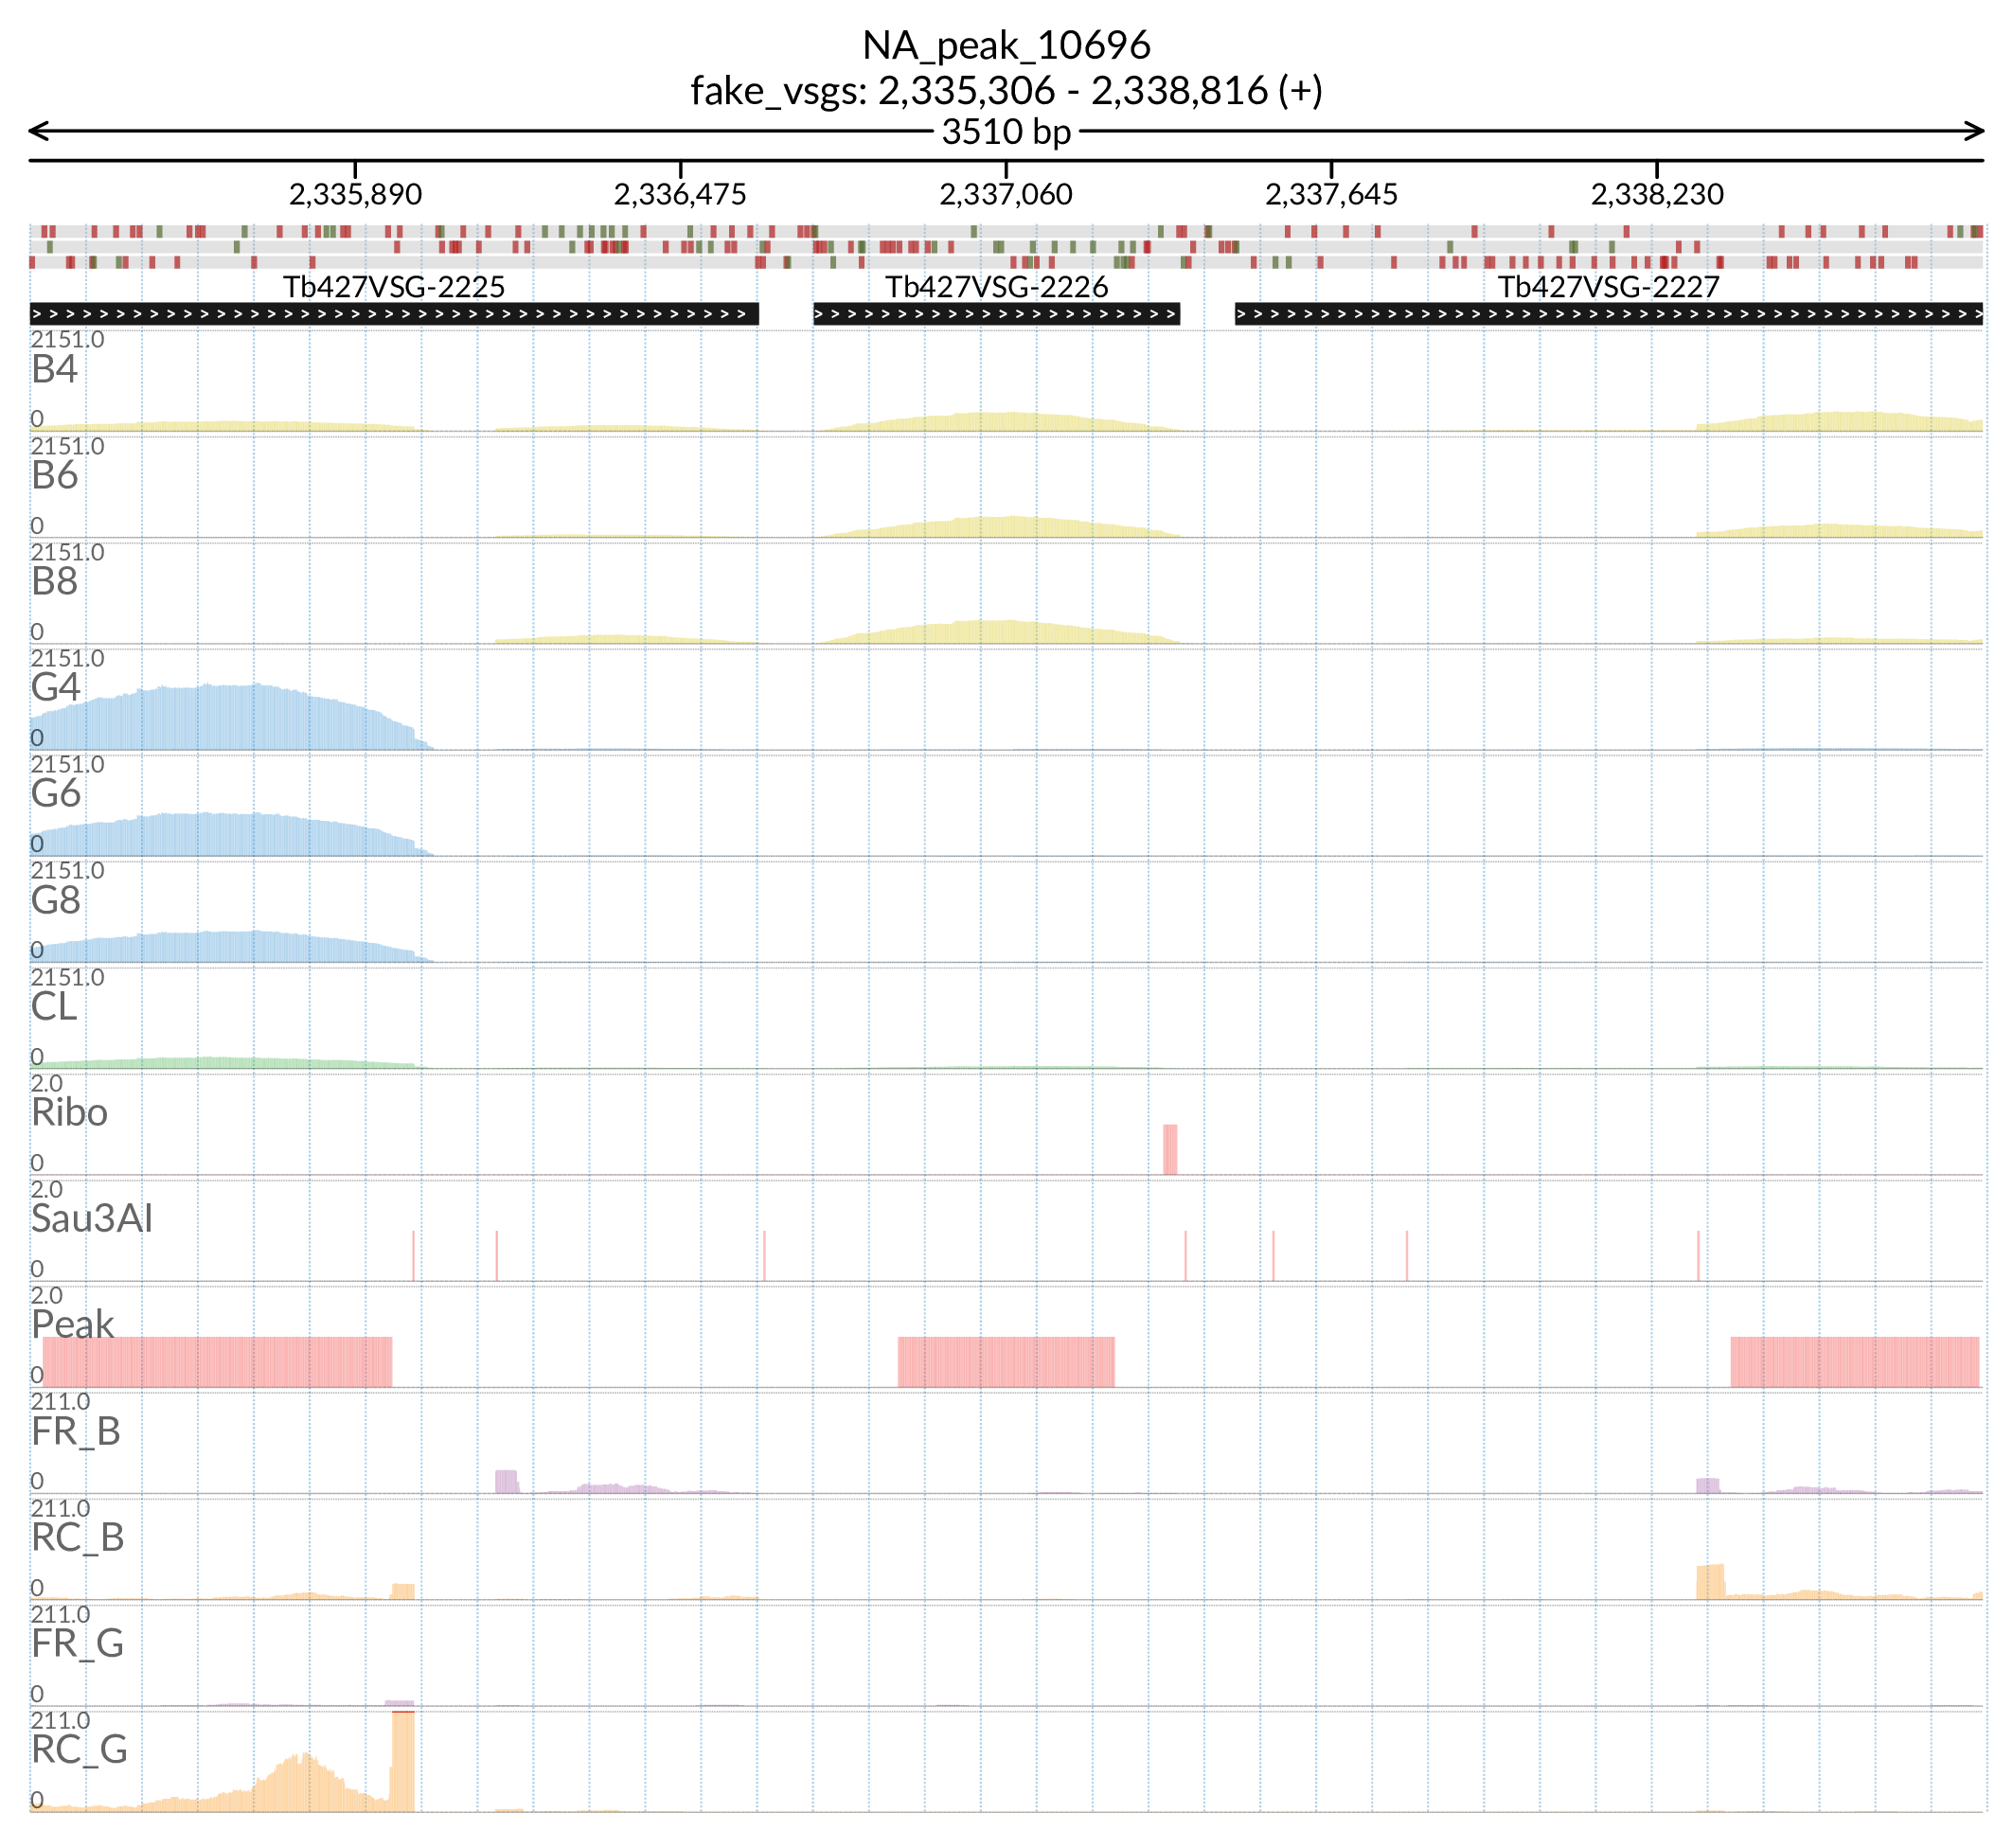 NA_peak_10696
fake_vsgs: 2,335,306 - 2,338,816 (+)
3510 bp
2,335,890 2,336,475 2,337,060 2,337,645 2,338,230
Tb427VSG-2225 Tb427VSG-2226 Tb427VSG-2227
2151.0
B4
0
2151.0
B6
0
2151.0
B8
0
2151.0
G4
0
2151.0
G6
0
2151.0
G8
0
2151.0
CL
0
2.0
Ribo
0
2.0
Sau3AI
0
2.0
Peak
0
211.0
FR_B
0
211.0
RC_B
0
211.0
FR_G
0
211.0
RC_G
0